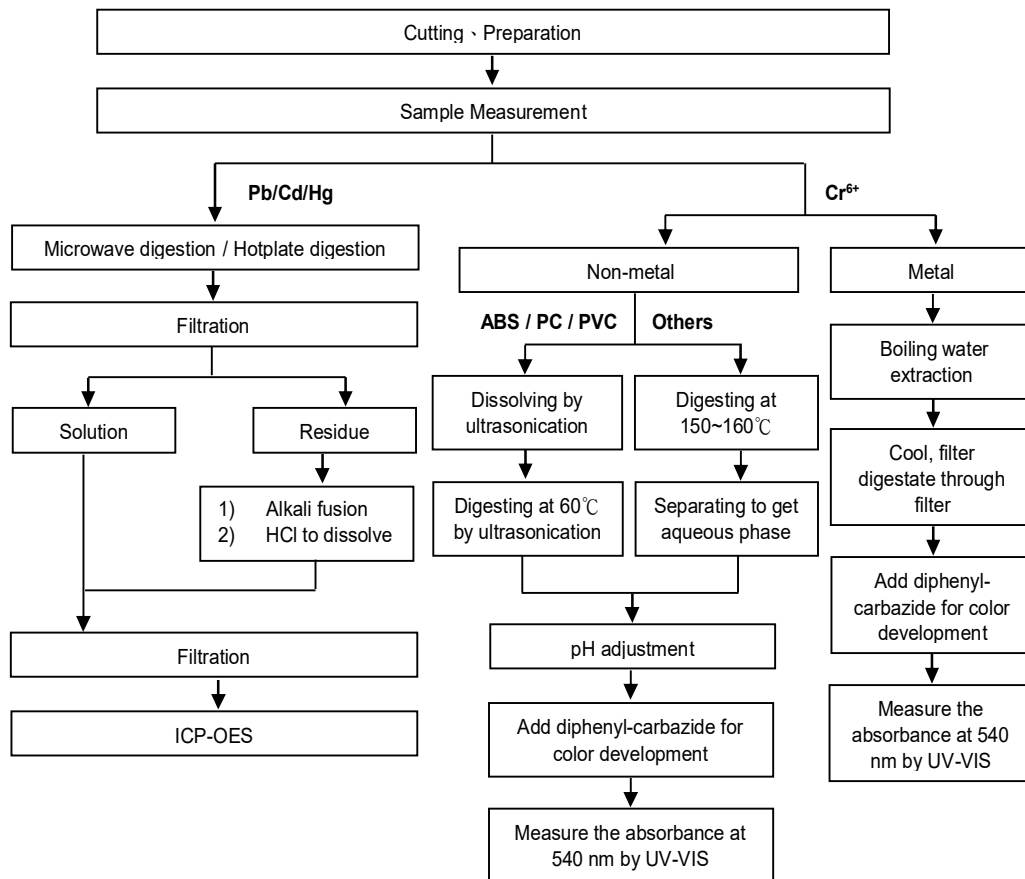 Cutting、Preparation
Sample Measurement
Pb/Cd/Hg
Cr⁶⁺
Microwave digestion / Hotplate digestion
Non-metal
Metal
Filtration
ABS / PC / PVC
Others
Boiling water
extraction
Solution
Residue
Dissolving by
ultrasonication
Digesting at
150~160℃
Cool, filter
digestate through
filter
1) Alkali fusion
2) HCl to dissolve
Digesting at 60℃
by ultrasonication
Separating to get
aqueous phase
Add diphenyl-
carbazide for color
development
Filtration
pH adjustment
ICP-OES
Add diphenyl-carbazide for
color development
Measure the
absorbance at 540
nm by UV-VIS
Measure the absorbance at
540 nm by UV-VIS